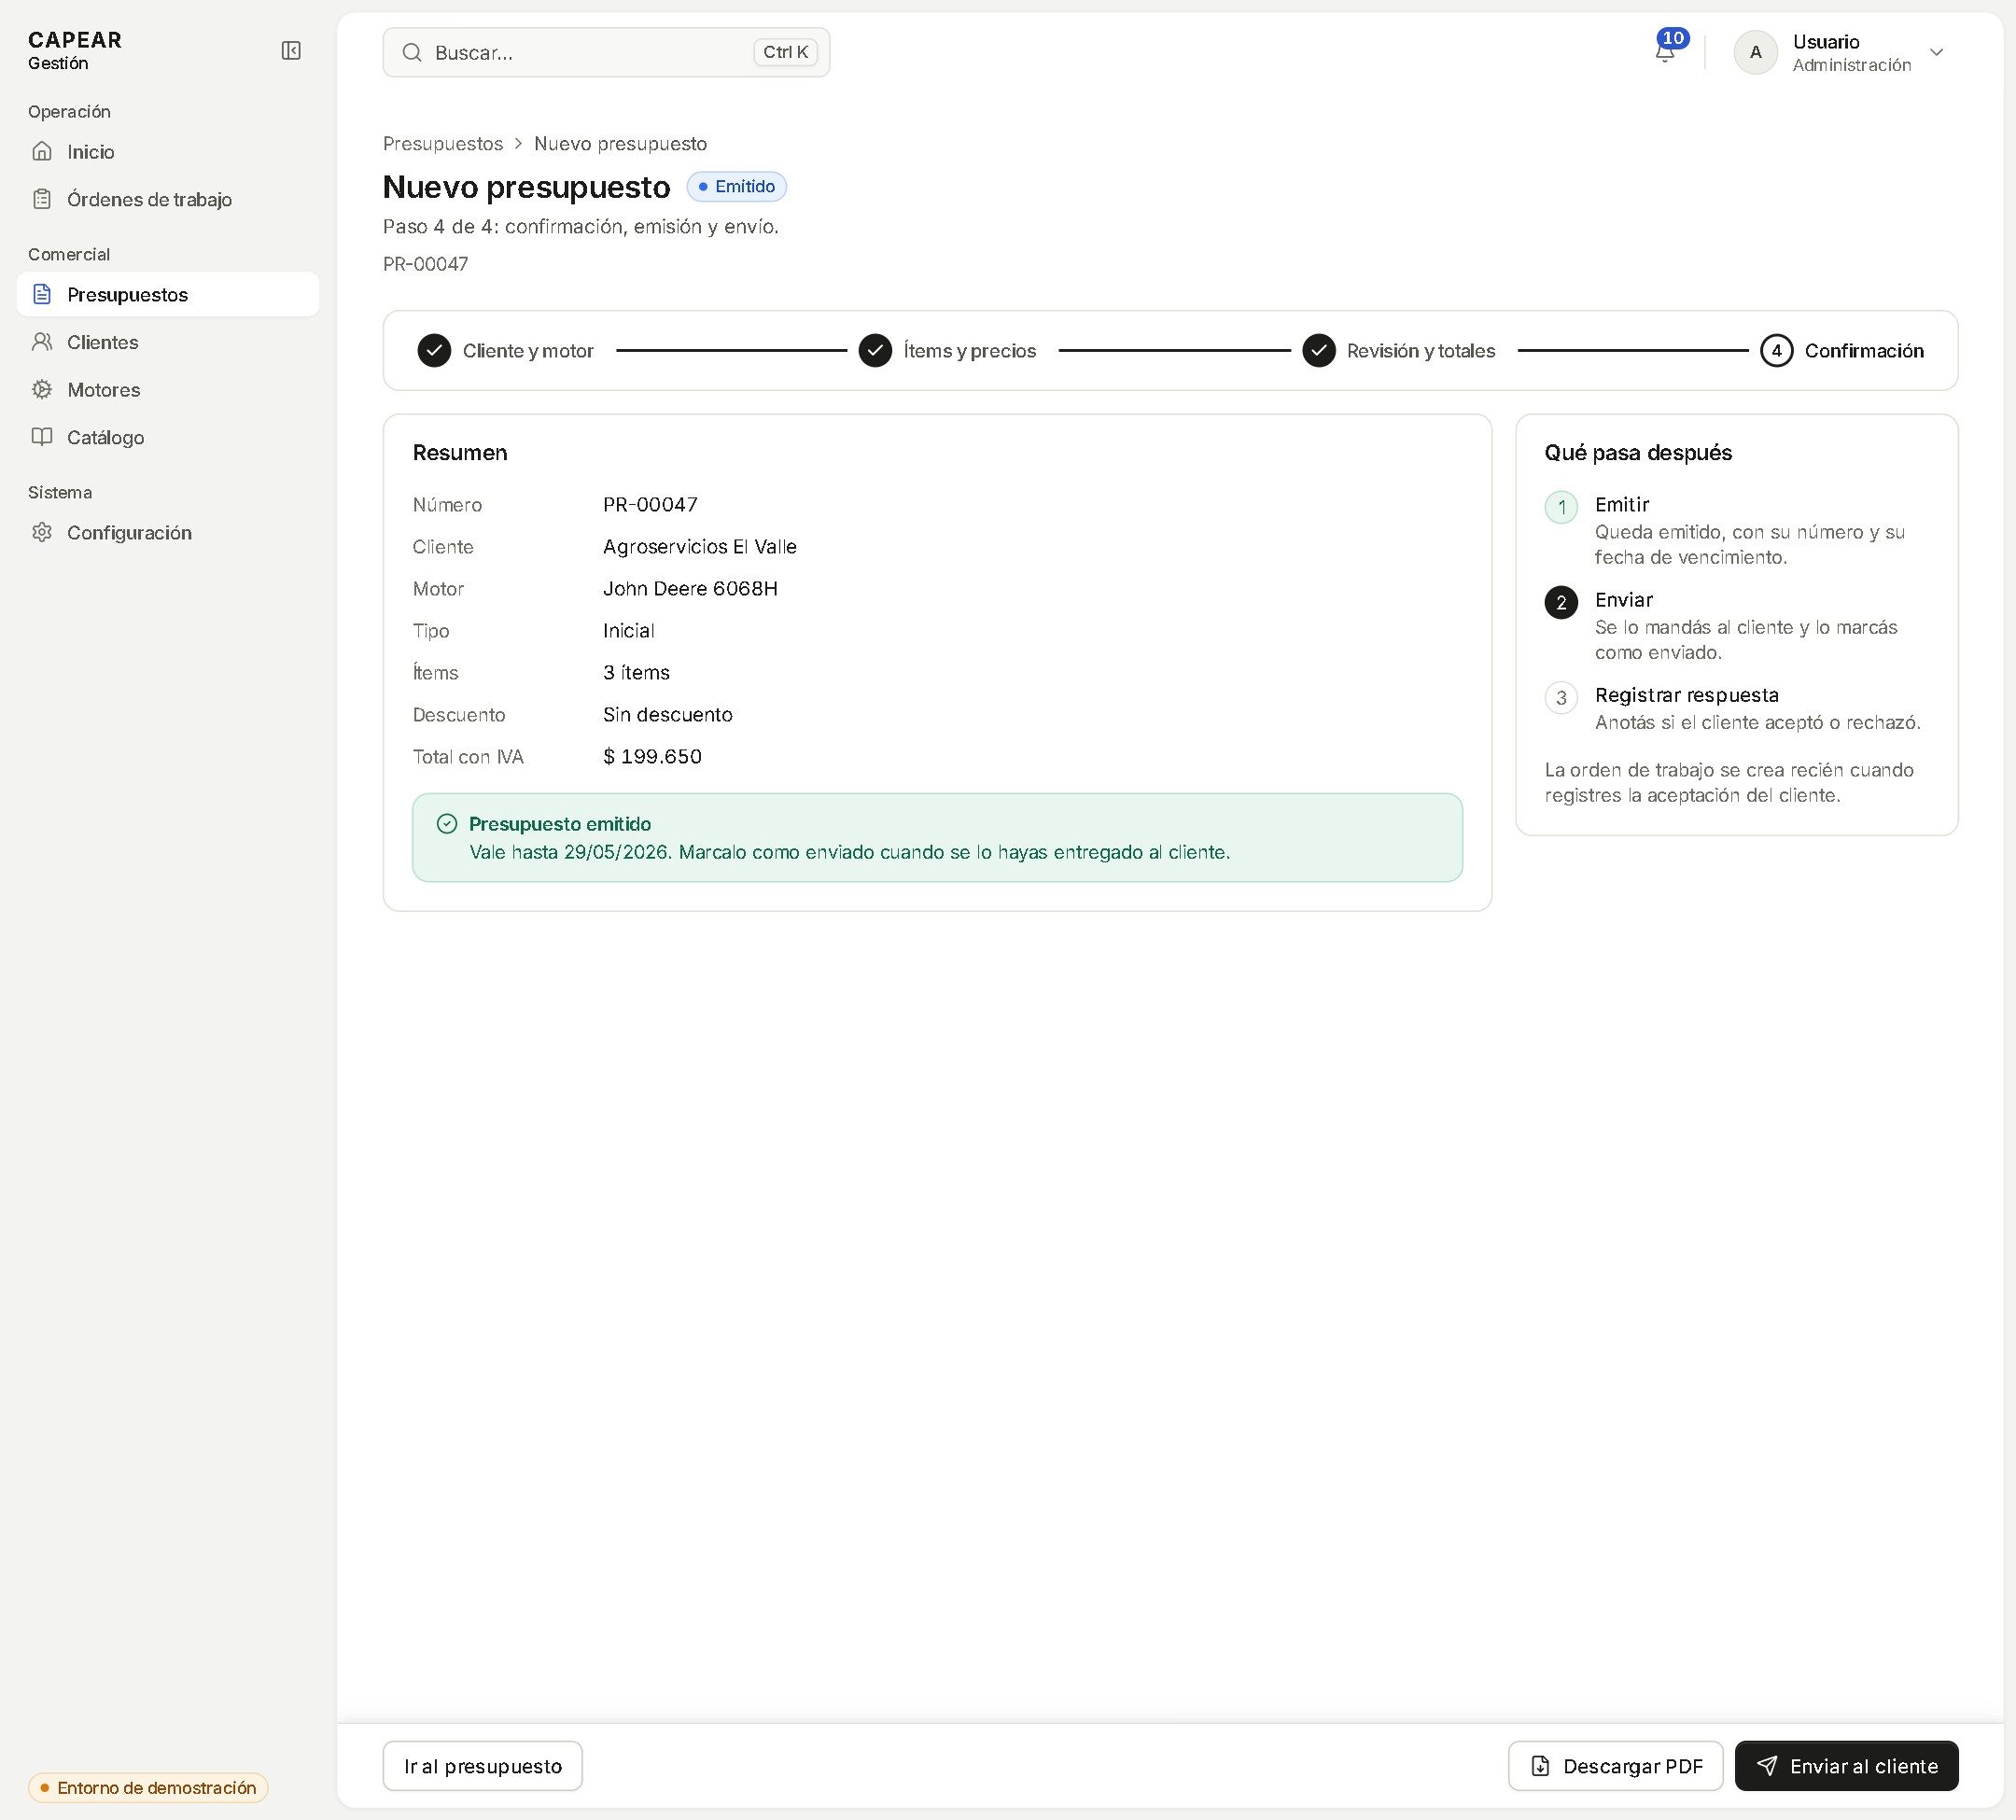 CAPEAR
Gestión
Operación
Inicio
Órdenes de trabajo
Comercial
Presupuestos
Clientes
Motores
Catálogo
Sistema
Configuración
Entorno de demostración
Buscar...
Ctrl K
10
A
Usuario
Administración
Presupuestos > Nuevo presupuesto
Nuevo presupuesto
Emitido
Paso 4 de 4: confirmación, emisión y envío.
PR-00047
Cliente y motor
Ítems y precios
Revisión y totales
4 Confirmación
Resumen
Número PR-00047
Cliente Agroservicios El Valle
Motor John Deere 6068H
Tipo Inicial
Ítems 3 ítems
Descuento Sin descuento
Total con IVA $ 199.650
Presupuesto emitido
Vale hasta 29/05/2026. Marcalo como enviado cuando se lo hayas entregado al cliente.
Qué pasa después
1 Emitir
Queda emitido, con su número y su
fecha de vencimiento.
2 Enviar
Se lo mandás al cliente y lo marcás
como enviado.
3 Registrar respuesta
Anotás si el cliente aceptó o rechazó.
La orden de trabajo se crea recién cuando
registres la aceptación del cliente.
Ir al presupuesto
Descargar PDF
Enviar al cliente